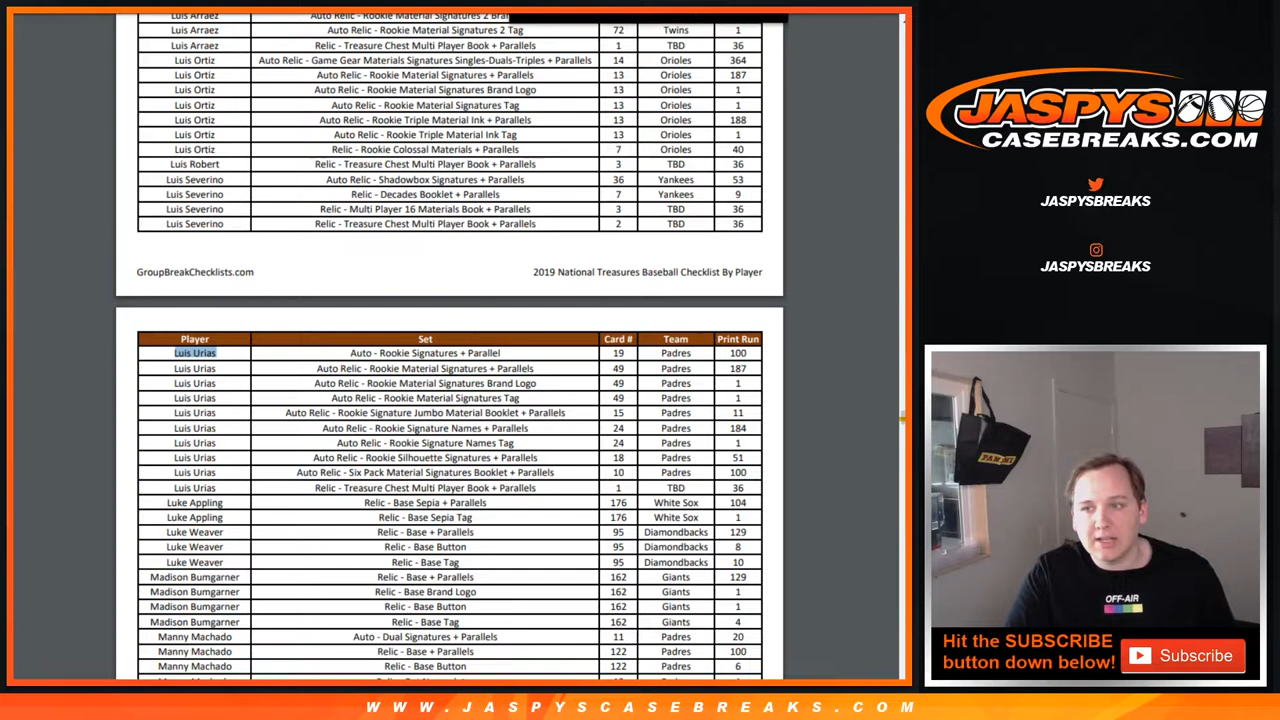 Luis Arraez Auto Relic - Rookie Material Signatures 2
Luis Arraez Auto Relic - Rookie Material Signatures 2 Tag 72 Twins 1
Luis Arraez Relic - Treasure Chest Multi Player Book + Parallels 1 TBD 36
Luis Ortiz Auto Relic - Game Gear Materials Signatures Singles-Duals-Triples + Parallels 14 Orioles 364
Luis Ortiz Auto Relic - Rookie Material Signatures + Parallels 13 Orioles 187
Luis Ortiz Auto Relic - Rookie Material Signatures Brand Logo 13 Orioles 1
Luis Ortiz Auto Relic - Rookie Material Signatures Tag 13 Orioles 1
Luis Ortiz Auto Relic - Rookie Triple Material Ink + Parallels 13 Orioles 188
Luis Ortiz Auto Relic - Rookie Triple Material Ink Tag 13 Orioles 1
Luis Ortiz Relic - Rookie Colossal Materials + Parallels 7 Orioles 40
Luis Robert Relic - Treasure Chest Multi Player Book + Parallels 3 TBD 36
Luis Severino Auto Relic - Shadowbox Signatures + Parallels 36 Yankees 53
Luis Severino Relic - Decades Booklet + Parallels 7 Yankees 9
Luis Severino Relic - Multi Player 16 Materials Book + Parallels 3 TBD 36
Luis Severino Relic - Treasure Chest Multi Player Book + Parallels 2 TBD 36
GroupBreakChecklists.com 2019 National Treasures Baseball Checklist By Player
Player Set Card # Team Print Run
Luis Urias Auto - Rookie Signatures + Parallel 19 Padres 100
Luis Urias Auto Relic - Rookie Material Signatures + Parallels 49 Padres 187
Luis Urias Auto Relic - Rookie Material Signatures Brand Logo 49 Padres 1
Luis Urias Auto Relic - Rookie Material Signatures Tag 49 Padres 1
Luis Urias Auto Relic - Rookie Signature Jumbo Material Booklet + Parallels 15 Padres 11
Luis Urias Auto Relic - Rookie Signature Names + Parallels 24 Padres 184
Luis Urias Auto Relic - Rookie Signature Names Tag 24 Padres 1
Luis Urias Auto Relic - Rookie Silhouette Signatures + Parallels 18 Padres 51
Luis Urias Auto Relic - Six Pack Material Signatures Booklet + Parallels 10 Padres 100
Luis Urias Relic - Treasure Chest Multi Player Book + Parallels 1 TBD 36
Luke Appling Relic - Base Sepia + Parallels 176 White Sox 104
Luke Appling Relic - Base Sepia Tag 176 White Sox 1
Luke Weaver Relic - Base + Parallels 95 Diamondbacks 129
Luke Weaver Relic - Base Button 95 Diamondbacks 8
Luke Weaver Relic - Base Tag 95 Diamondbacks 10
Madison Bumgarner Relic - Base + Parallels 162 Giants 129
Madison Bumgarner Relic - Base Brand Logo 162 Giants 1
Madison Bumgarner Relic - Base Button 162 Giants 1
Madison Bumgarner Relic - Base Tag 162 Giants 4
Manny Machado Auto - Dual Signatures + Parallels 11 Padres 20
Manny Machado Relic - Base + Parallels 122 Padres 100
Manny Machado Relic - Base Button 122 Padres 6
JASPYS
CASEBREAKS.COM
JASPYSBREAKS
JASPYSBREAKS
PANINI
OFF-AIR
Hit the SUBSCRIBE
button down below!
Subscribe
WWW.JASPYSCASEBREAKS.COM